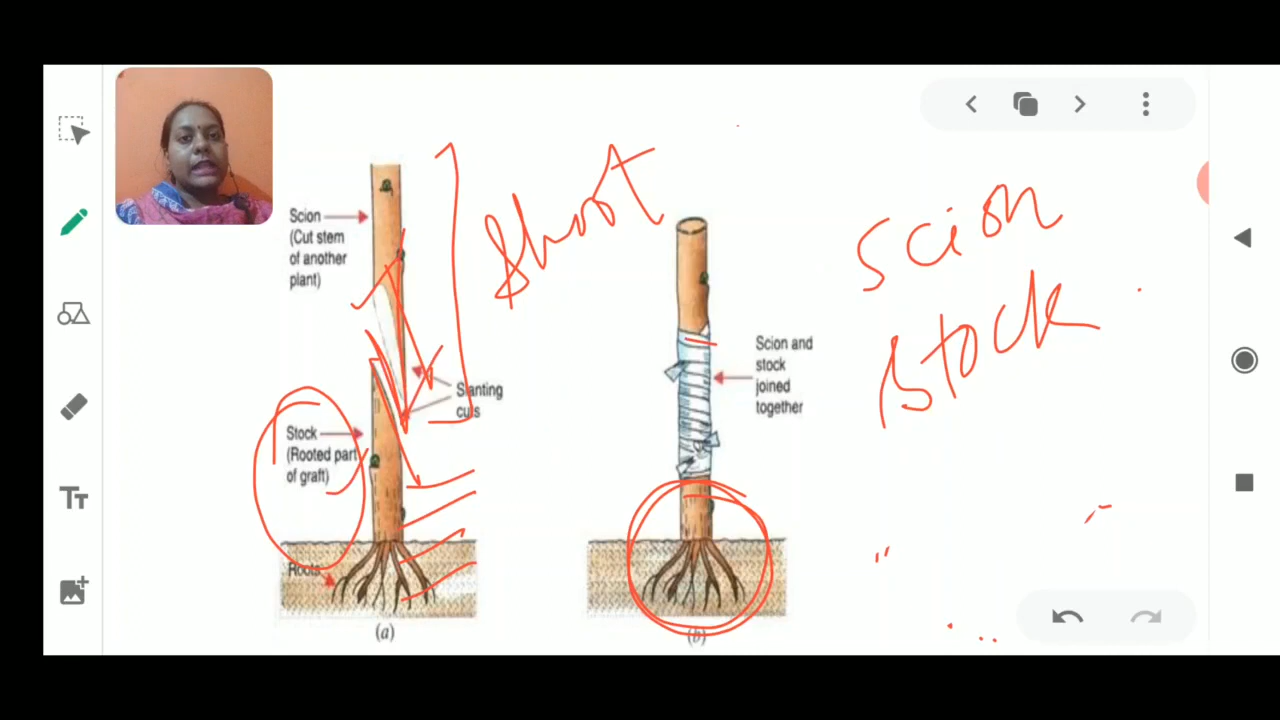 Scion
(Cut stem
of another
plant)
Shoot
Scion
Stock
Scion and
stock
joined
together
Slanting
cuts
Stock
(Rooted part
of graft)
Roots
(a)
(b)
TT